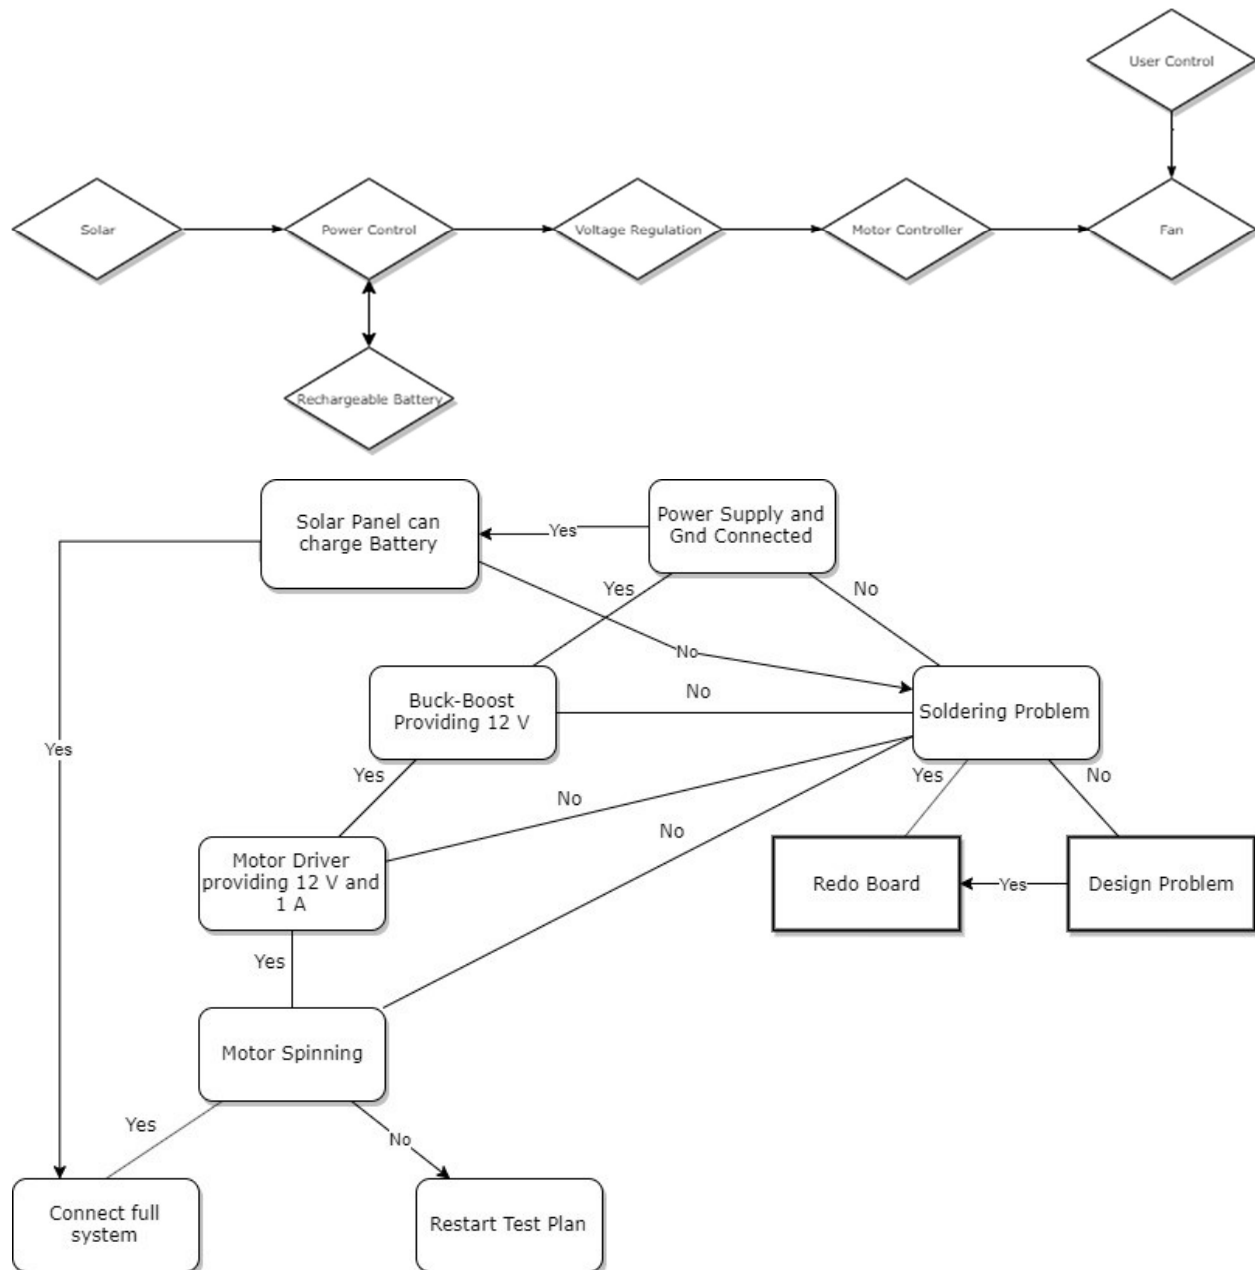 User Control
Solar
Power Control
Voltage Regulation
Motor Controller
Fan
Rechargeable Battery
Solar Panel can
charge Battery
Yes
Power Supply and
Gnd Connected
Yes
No
No
Buck-Boost
Providing 12 V
No
Soldering Problem
Yes
Yes
No
Yes
No
No
Motor Driver
providing 12 V and
1 A
Redo Board
Yes
Design Problem
Yes
Motor Spinning
Yes
No
Connect full
system
Restart Test Plan